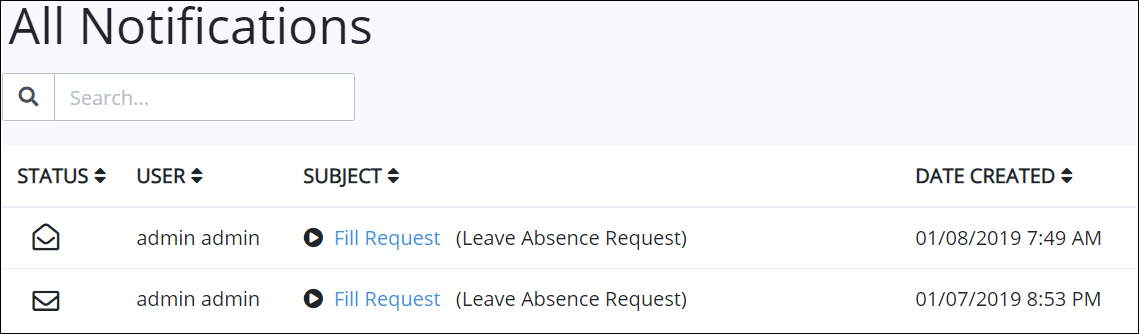 All Notifications
Search...
STATUS USER SUBJECT DATE CREATED
admin admin Fill Request (Leave Absence Request) 01/08/2019 7:49 AM
admin admin Fill Request (Leave Absence Request) 01/07/2019 8:53 PM